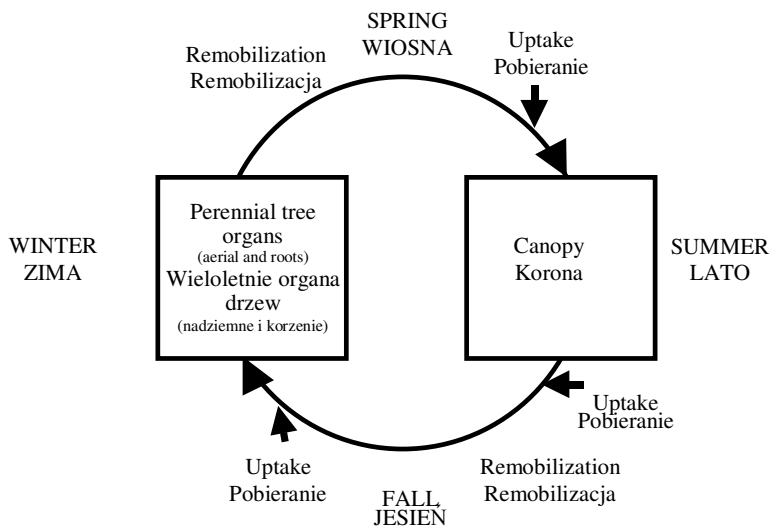 SPRING
WIOSNA
Remobilization
Remobilizacja
Uptake
Pobieranie
WINTER
ZIMA
Perennial tree
organs
(aerial and roots)
Wieloletnie organa
drzew
(nadziemne i korzenie)
Canopy
Korona
SUMMER
LATO
Uptake
Pobieranie
Uptake
Pobieranie
Remobilization
Remobilizacja
FALL,
JESIEŃ